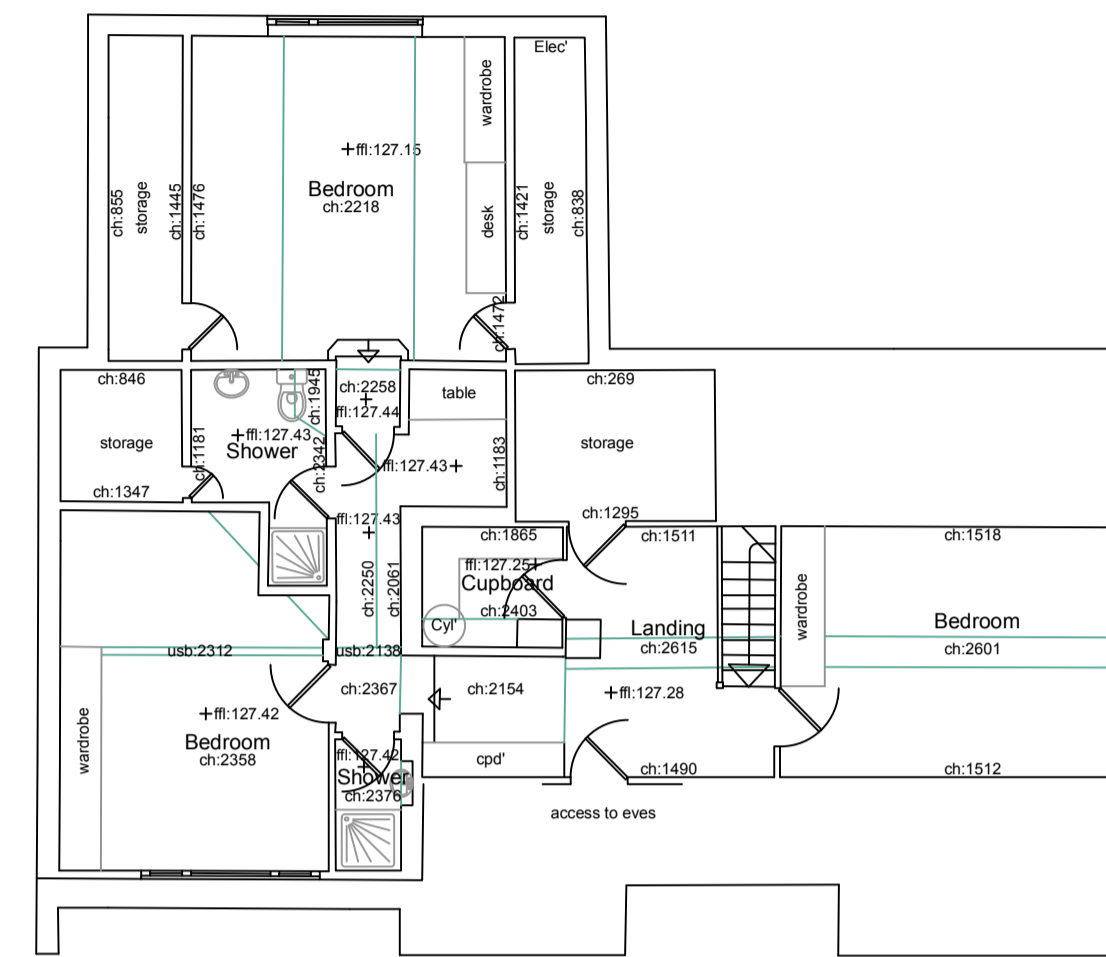 Elec'
wardrobe
ffl:127.15
Bedroom
ch:2218
ch:855
storage
ch:1445
ch:1476
desk
ch:1421
storage
ch:838
ch:1472
ch:846
storage
ch:1347
ch:1181
ffl:127.43
Shower
ch:1945
ch:2342
ch:2258
ffl:127.44
table
ffl:127.43
ch:1183
ch:269
storage
ch:1295
ffl:127.43
ch:2250
ch:2061
ch:1865
ffl:127.25
Cupboard
ch:2403
Cyl'
ch:1511
Landing
ch:2615
wardrobe
ch:1518
Bedroom
ch:2601
usb:2312
usb:2138
ch:2367
ch:2154
ffl:127.28
wardrobe
ffl:127.42
Bedroom
ch:2358
ffl:127.42
Shower
ch:2376
cpd'
ch:1490
ch:1512
access to eves